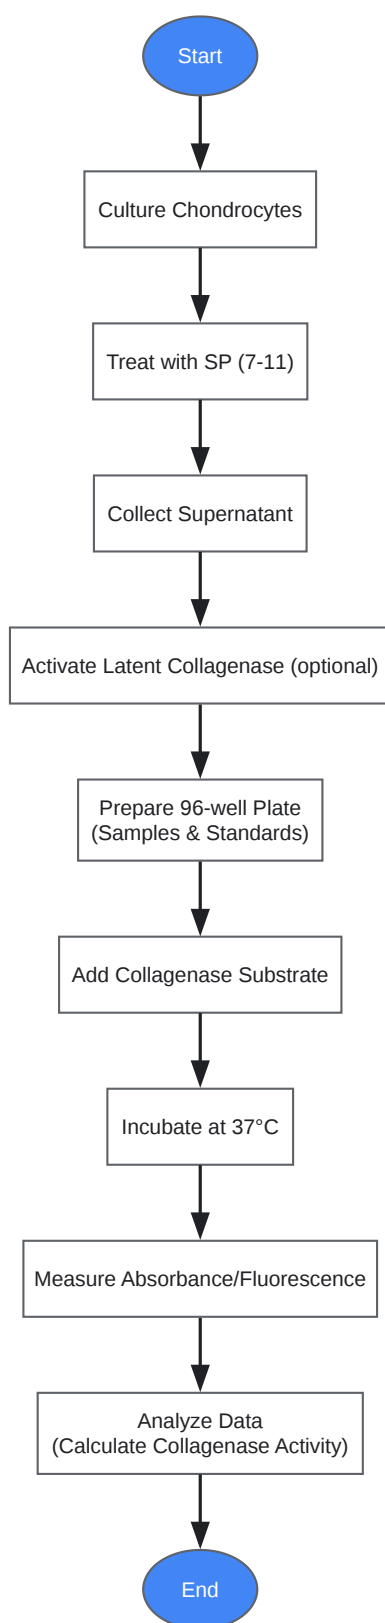 Start
Culture Chondrocytes
Treat with SP (7-11)
Collect Supernatant
Activate Latent Collagenase (optional)
Prepare 96-well Plate
(Samples & Standards)
Add Collagenase Substrate
Incubate at 37°C
Measure Absorbance/Fluorescence
Analyze Data
(Calculate Collagenase Activity)
End